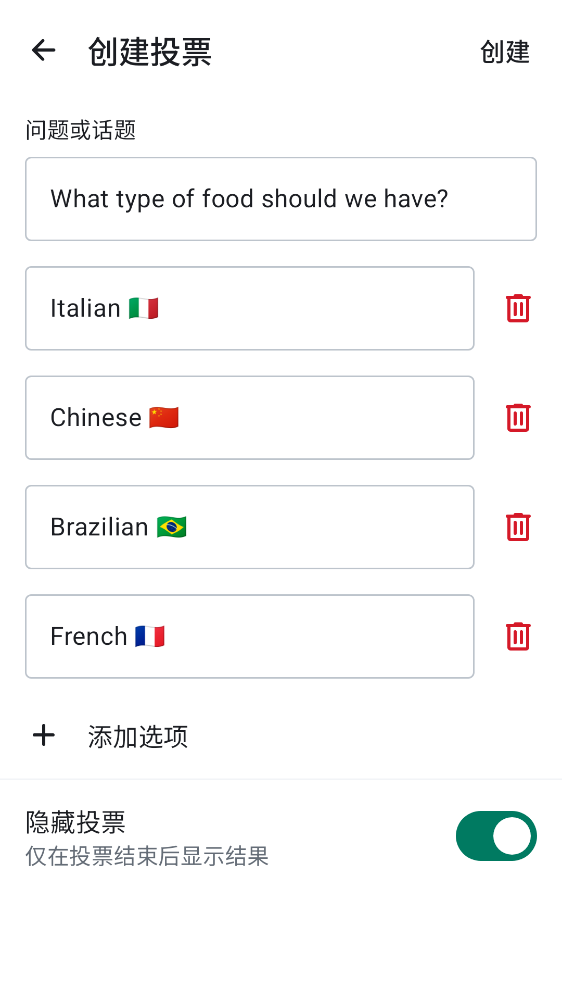 创建投票
创建
问题或话题
What type of food should we have?
Italian 🇮🇹
Chinese 🇨🇳
Brazilian 🇧🇷
French 🇫🇷
添加选项
隐藏投票
仅在投票结束后显示结果